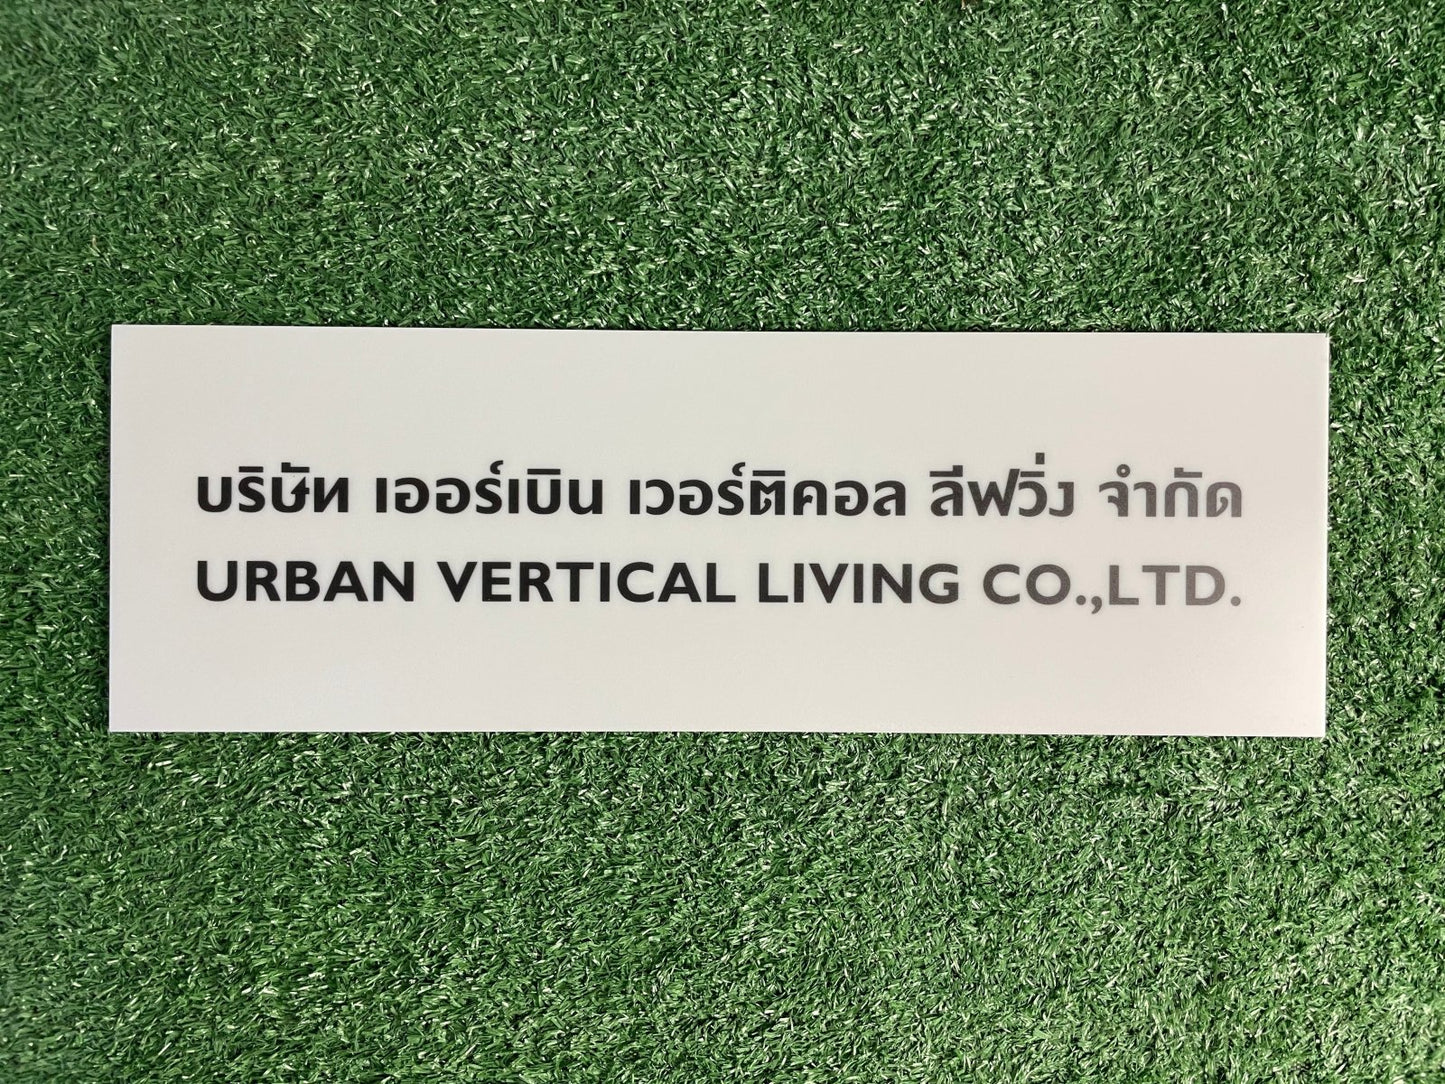 บริษัท เออร์เบิน เวอร์ติคอล ลีฟวิ่ง จำกัด
URBAN VERTICAL LIVING CO.,LTD.